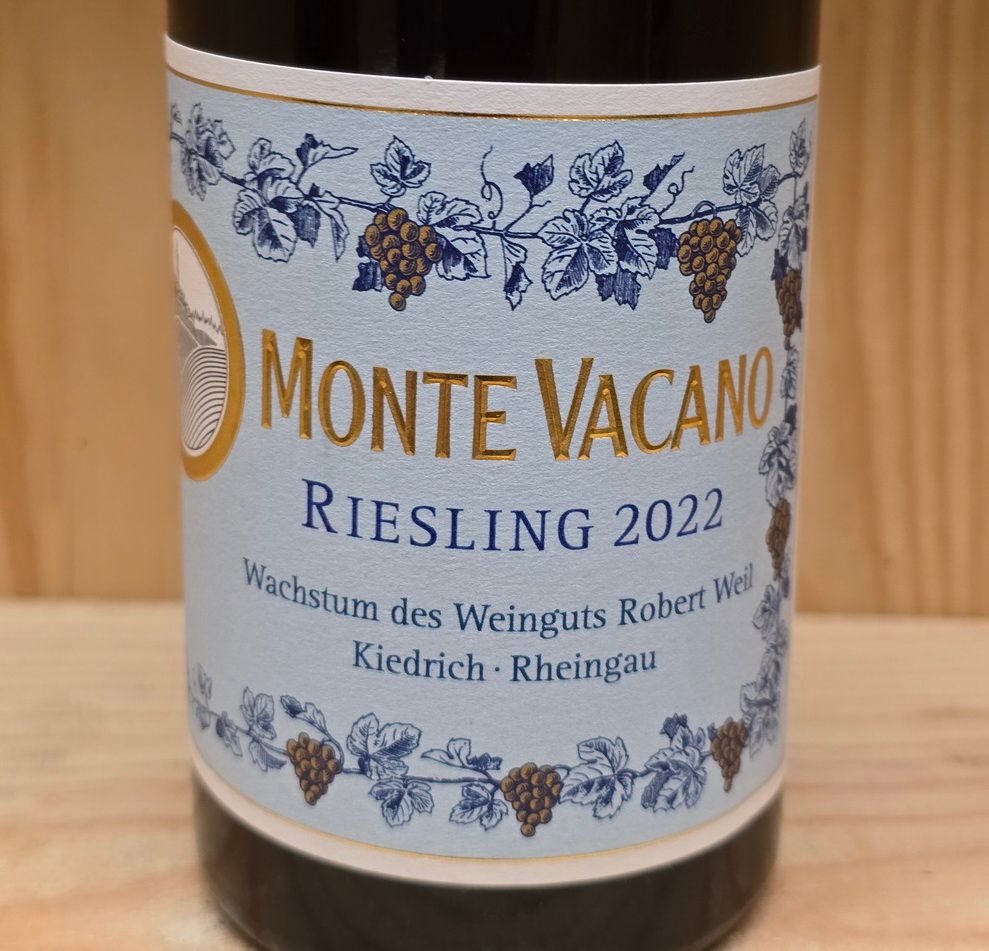 MONTE VACANO
RIESLING 2022
Wachstum des Weinguts Robert Weil
Kiedrich · Rheingau